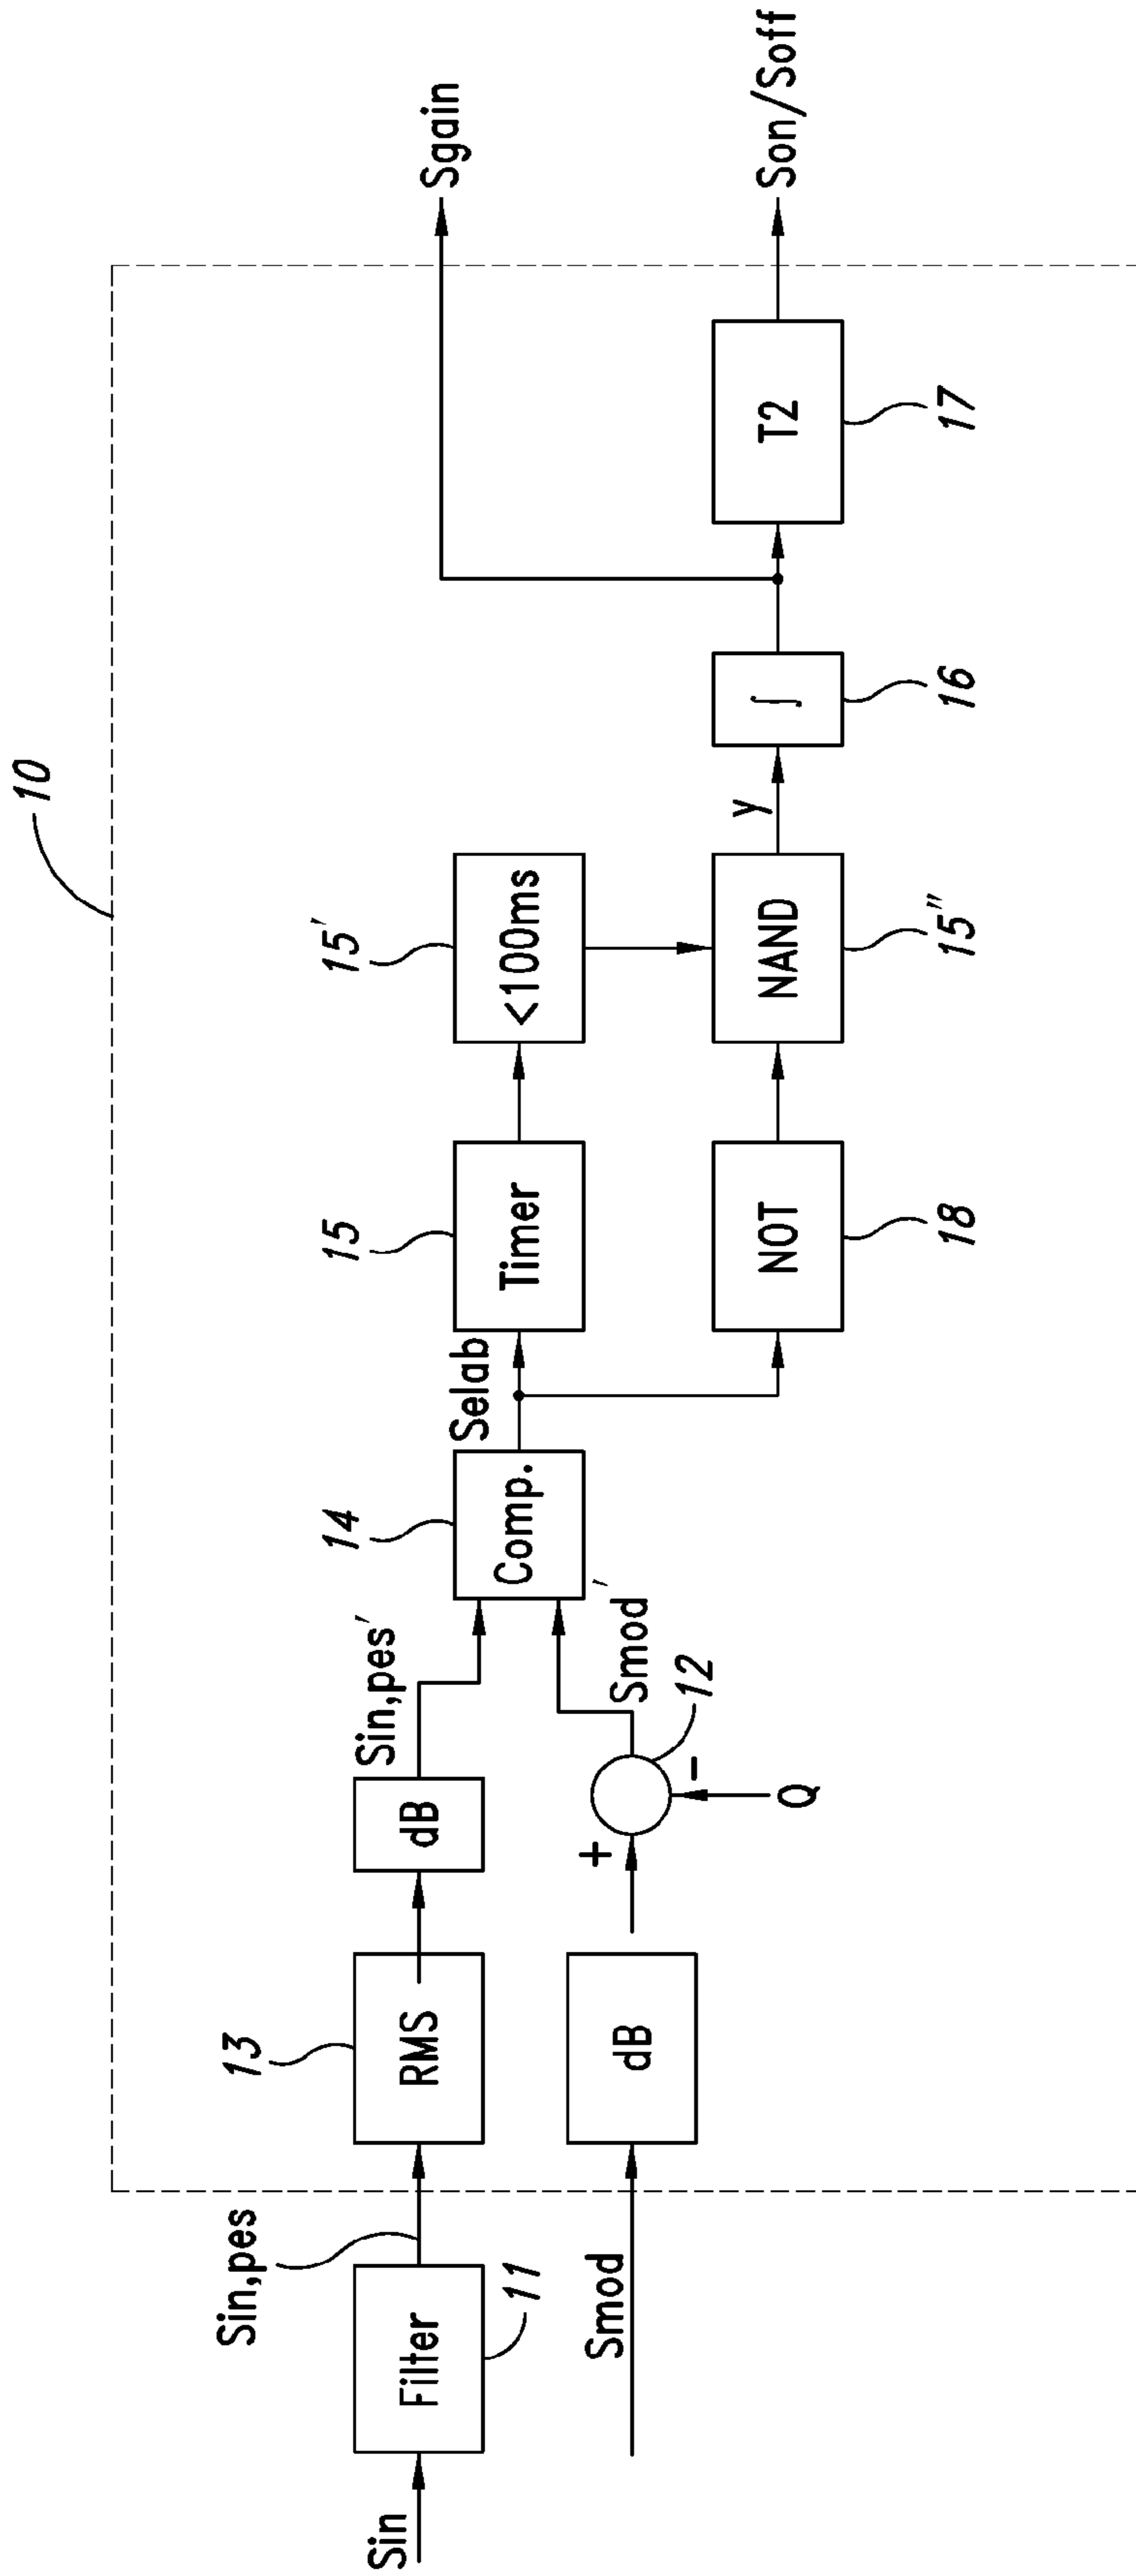 10
Sin
Filter
11
Sin,pes
13
RMS
dB
Sin,pes'
Smod
dB
+
-
Q
12
Smod'
14
Comp.
Selab
15
Timer
15'
<100ms
NOT
18
NAND
15"
y
∫
16
T2
17
Sgain
Son/Soff